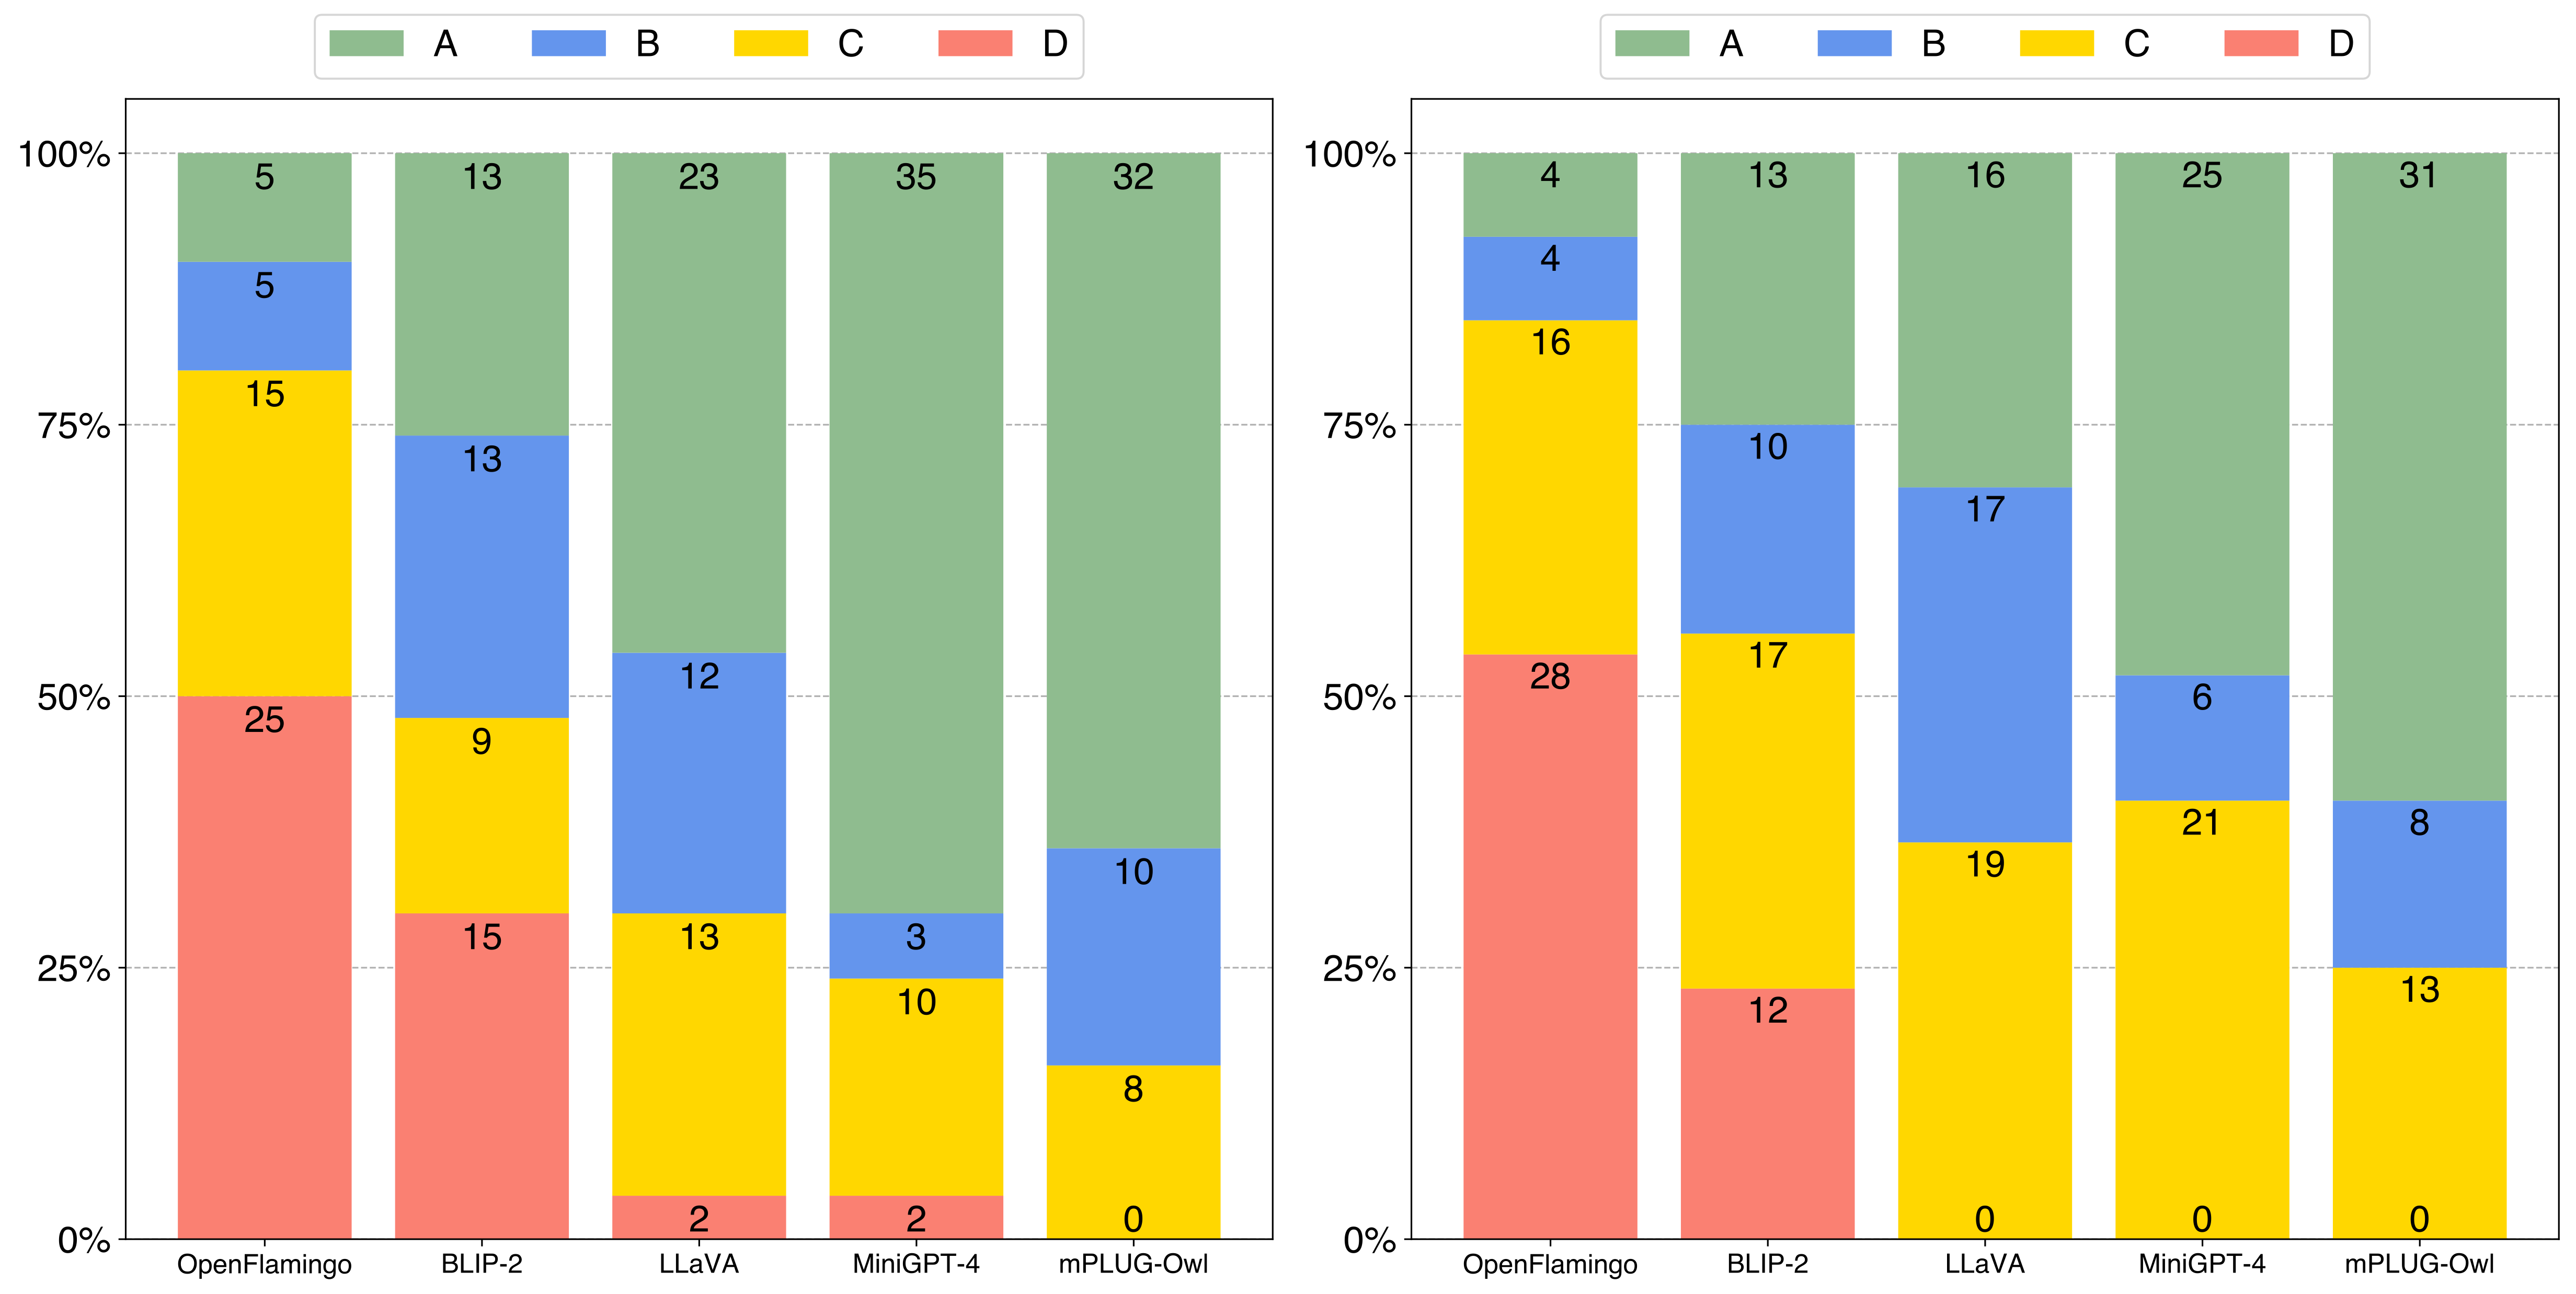 A B C D
100%
75%
50%
25%
0%
5 13 23 35 32
5 13 12 3 10
15 9 13 10 8
25 15 2 2 0
OpenFlamingo BLIP-2 LLaVA MiniGPT-4 mPLUG-Owl
A B C D
100%
75%
50%
25%
0%
4 13 16 25 31
4 10 17 6 8
16 17 19 21 13
28 12 0 0 0
OpenFlamingo BLIP-2 LLaVA MiniGPT-4 mPLUG-Owl